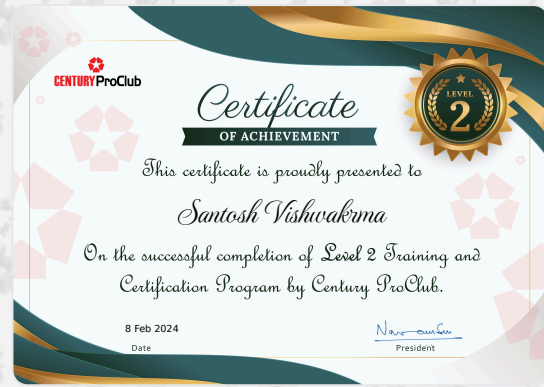 CENTURY ProClub
Certificate
OF ACHIEVEMENT
LEVEL
2
This certificate is proudly presented to
Santosh Vishwakrma
On the successful completion of Level 2 Training and
Certification Program by Century ProClub.
8 Feb 2024
Date
President